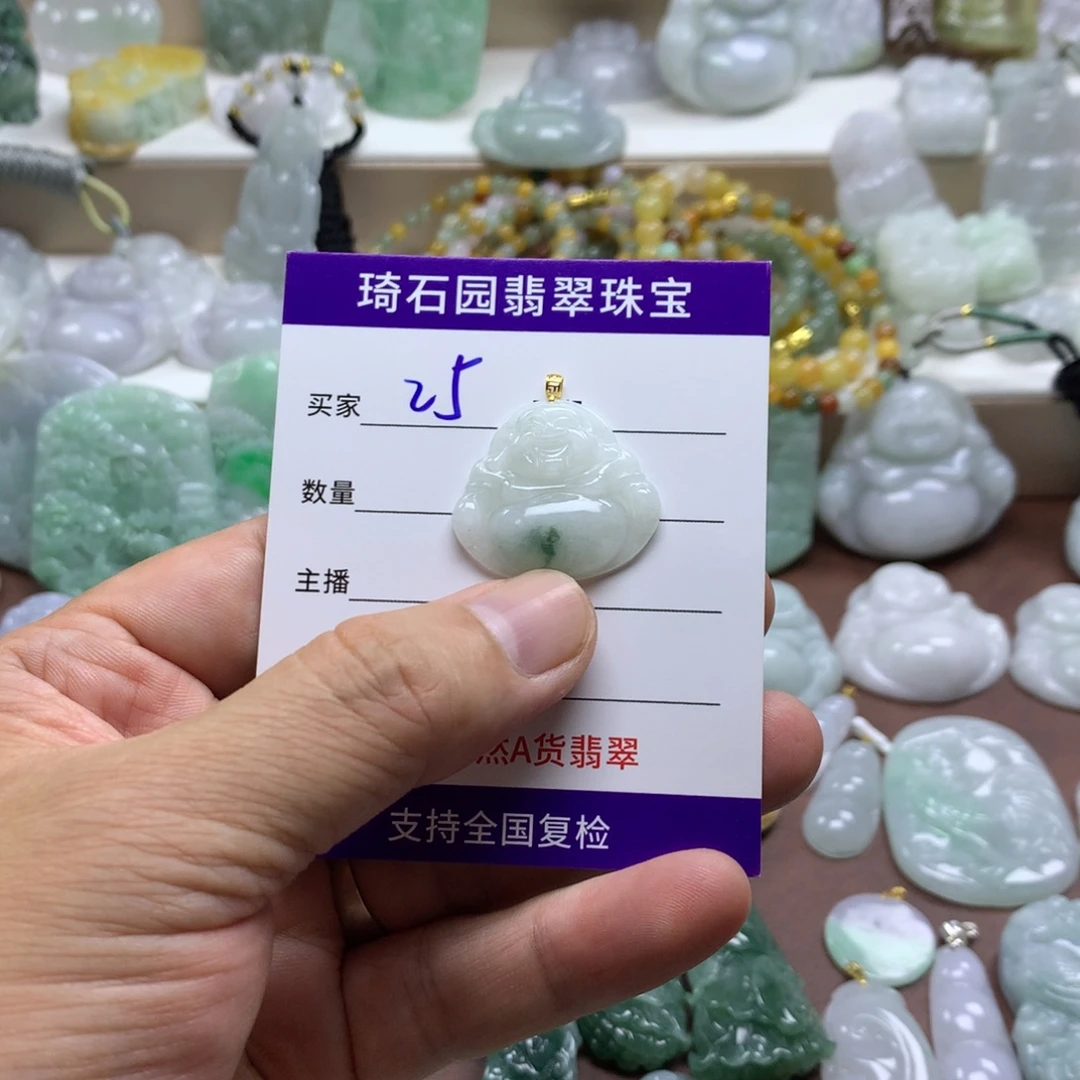 琦石园翡翠珠宝
买家 25
数量
主播
然A货翡翠
支持全国复检